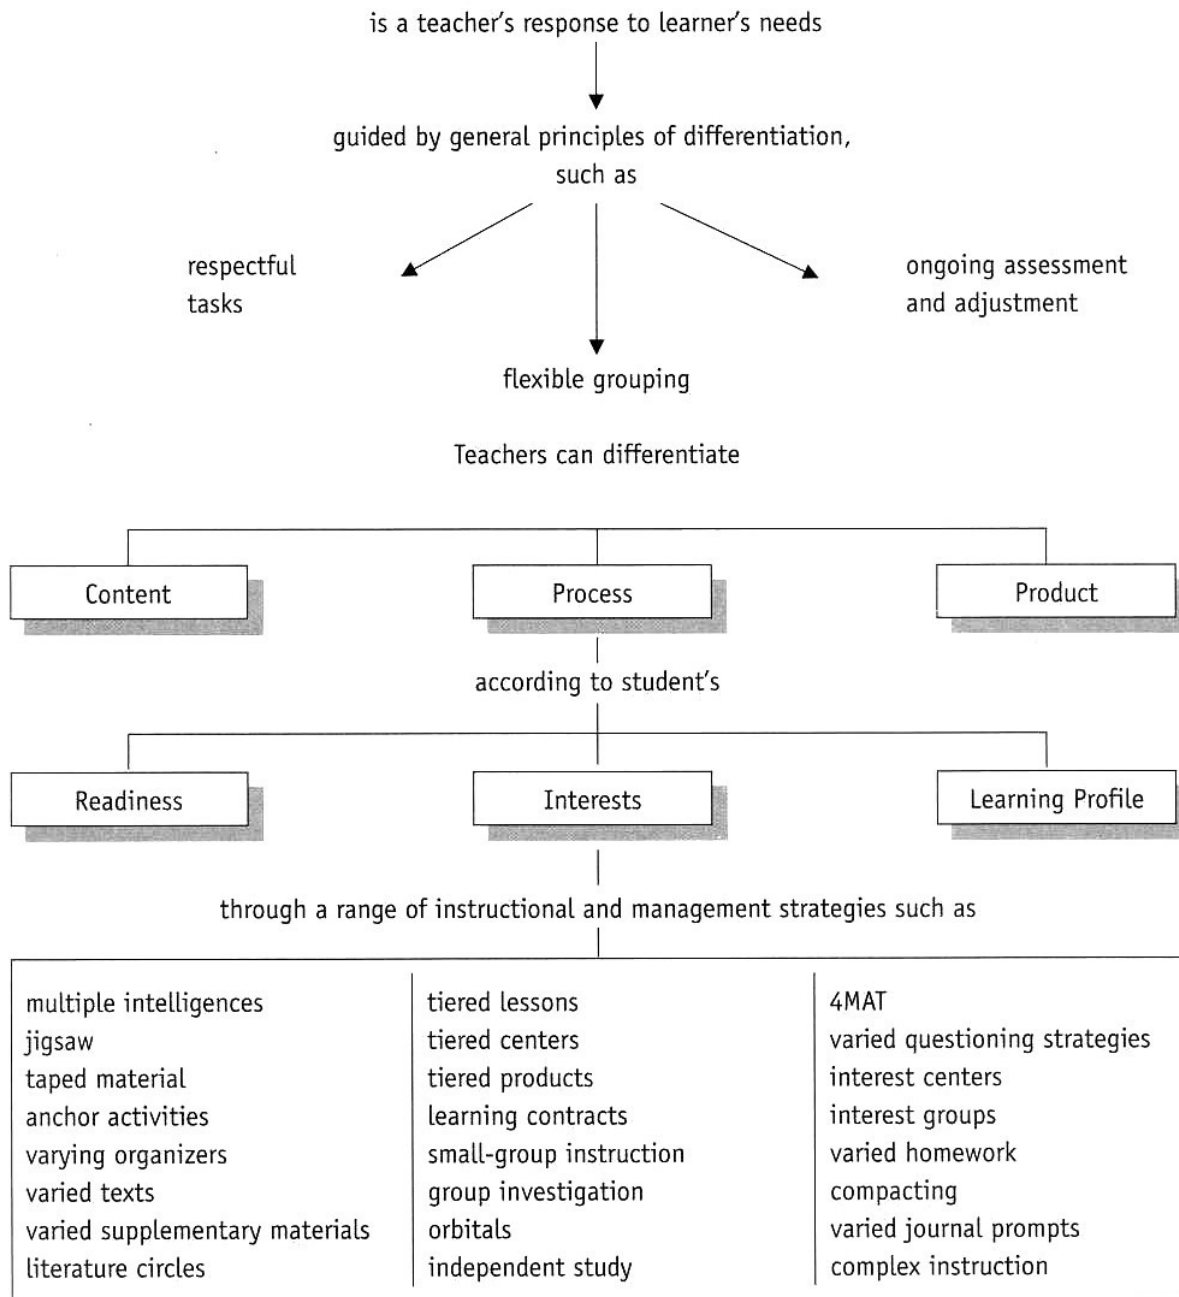 is a teacher's response to learner's needs
guided by general principles of differentiation,
such as
respectful
tasks
ongoing assessment
and adjustment
flexible grouping
Teachers can differentiate
Content
Process
Product
according to student's
Readiness
Interests
Learning Profile
through a range of instructional and management strategies such as
multiple intelligences
jigsaw
taped material
anchor activities
varying organizers
varied texts
varied supplementary materials
literature circles
tiered lessons
tiered centers
tiered products
learning contracts
small-group instruction
group investigation
orbitals
independent study
4MAT
varied questioning strategies
interest centers
interest groups
varied homework
compacting
varied journal prompts
complex instruction